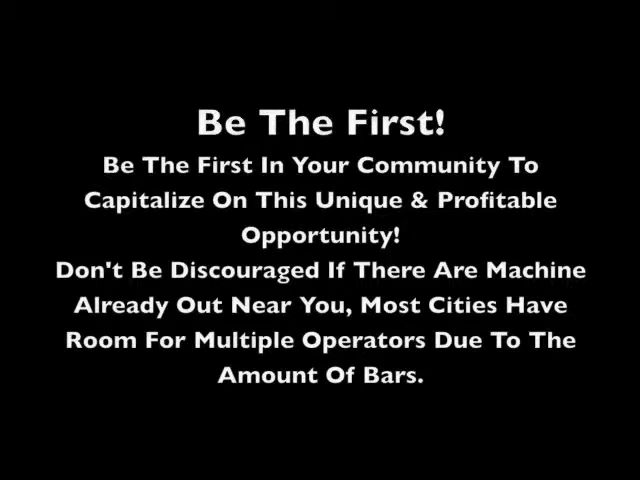 Be The First!
Be The First In Your Community To
Capitalize On This Unique & Profitable
Opportunity!
Don't Be Discouraged If There Are Machine
Already Out Near You, Most Cities Have
Room For Multiple Operators Due To The
Amount Of Bars.